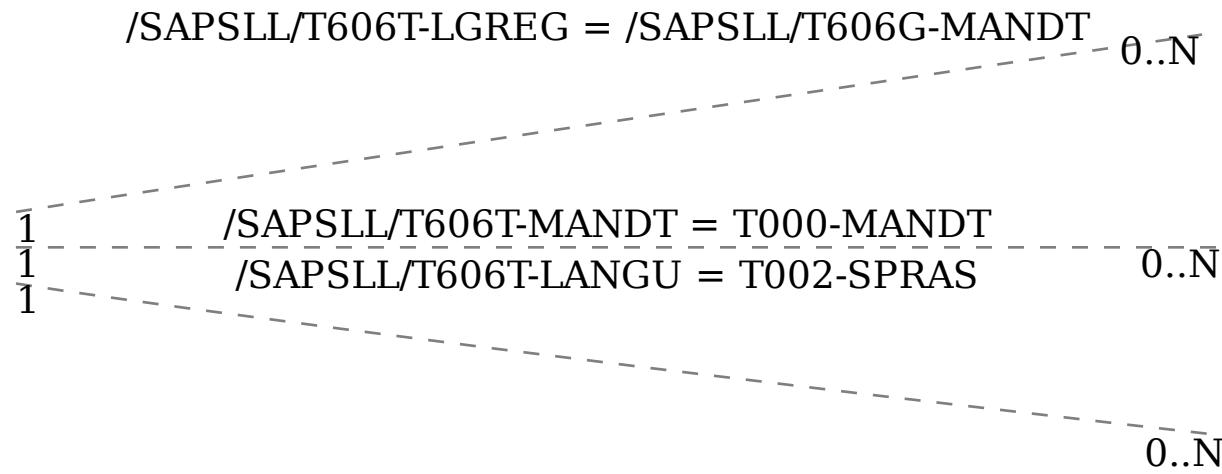 /SAPSLL/T606T-LGREG = /SAPSLL/T606G-MANDT
0..N
1
/SAPSLL/T606T-MANDT = T000-MANDT
1
0..N
/SAPSLL/T606T-LANGU = T002-SPRAS
1
0..N